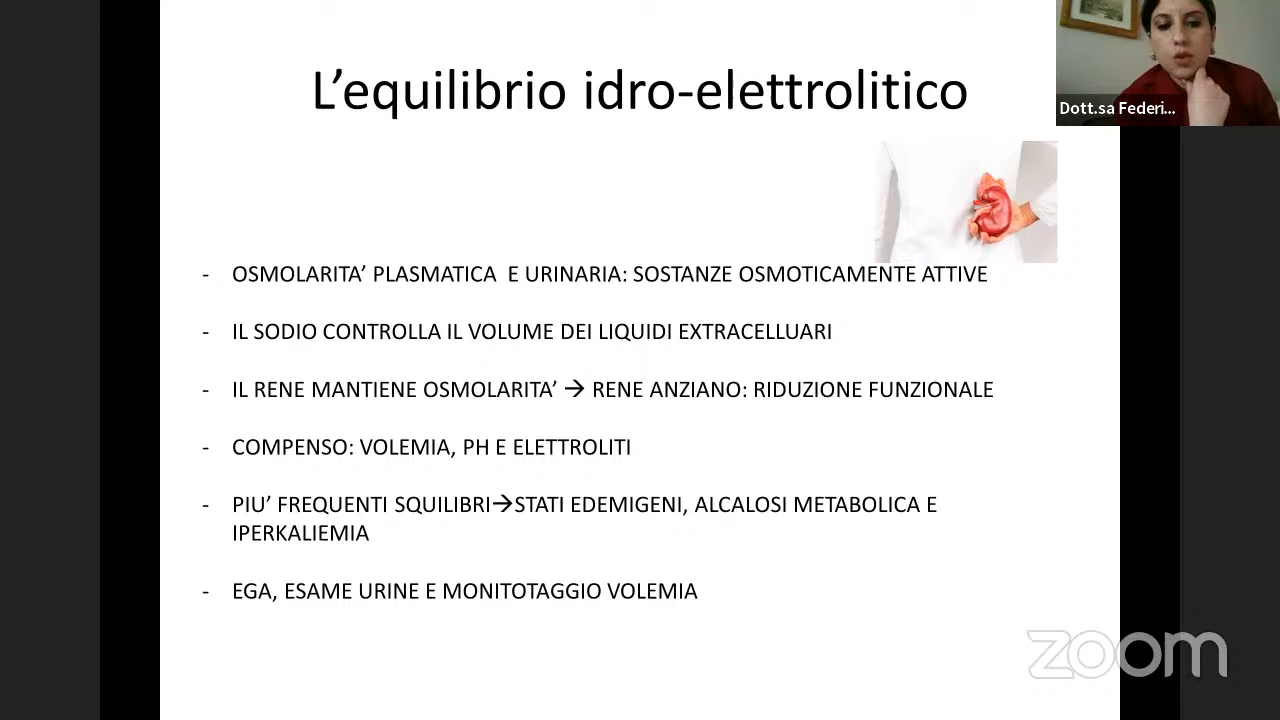 L’equilibrio idro-elettrolitico
Dott.sa Federi...
- OSMOLARITA’ PLASMATICA E URINARIA: SOSTANZE OSMOTICAMENTE ATTIVE
- IL SODIO CONTROLLA IL VOLUME DEI LIQUIDI EXTRACELLUARI
- IL RENE MANTIENE OSMOLARITA’ → RENE ANZIANO: RIDUZIONE FUNZIONALE
- COMPENSO: VOLEMIA, PH E ELETTROLITI
- PIU’ FREQUENTI SQUILIBRI→STATI EDEMIGENI, ALCALOSI METABOLICA E
IPERKALIEMIA
- EGA, ESAME URINE E MONITOTAGGIO VOLEMIA
zoom